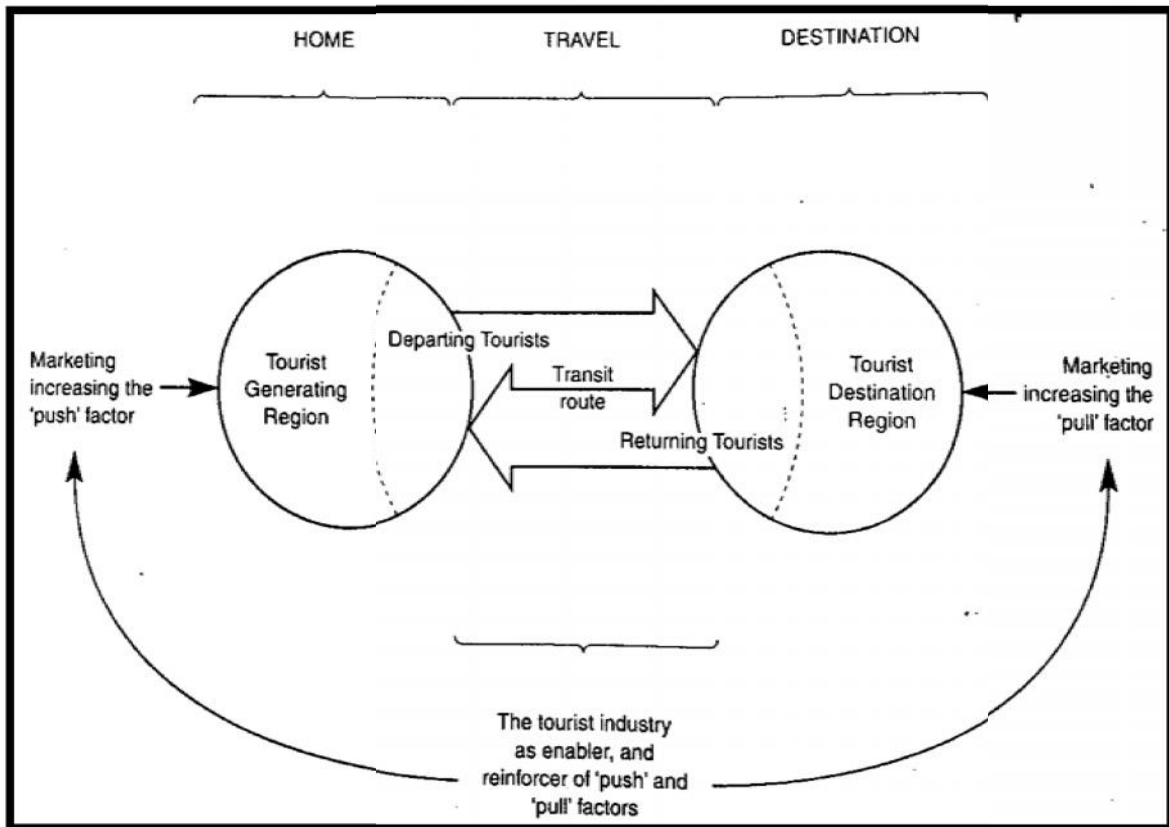 HOME
TRAVEL
DESTINATION
Marketing
increasing the
'push' factor
Tourist
Generating
Region
Departing Tourists
Transit
route
Returning Tourists
Tourist
Destination
Region
Marketing
increasing the
'pull' factor
The tourist industry
as enabler, and
reinforcer of 'push' and
'pull' factors